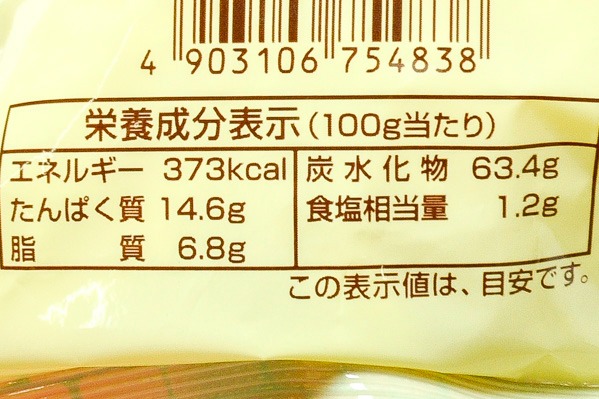 4 903106 754838
栄養成分表示(100g当たり)
エネルギー 373kcal
たんぱく質 14.6g
脂質 6.8g
炭水化物 63.4g
食塩相当量 1.2g
この表示値は、目安です。